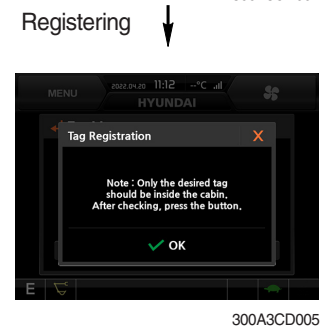 Registering
MENU
2022.04.20 11:12 --°C
HYUNDAI
Tag Registration X
Note : Only the desired tag
should be inside the cabin.
After checking, press the button.
OK
E
300A3CD005